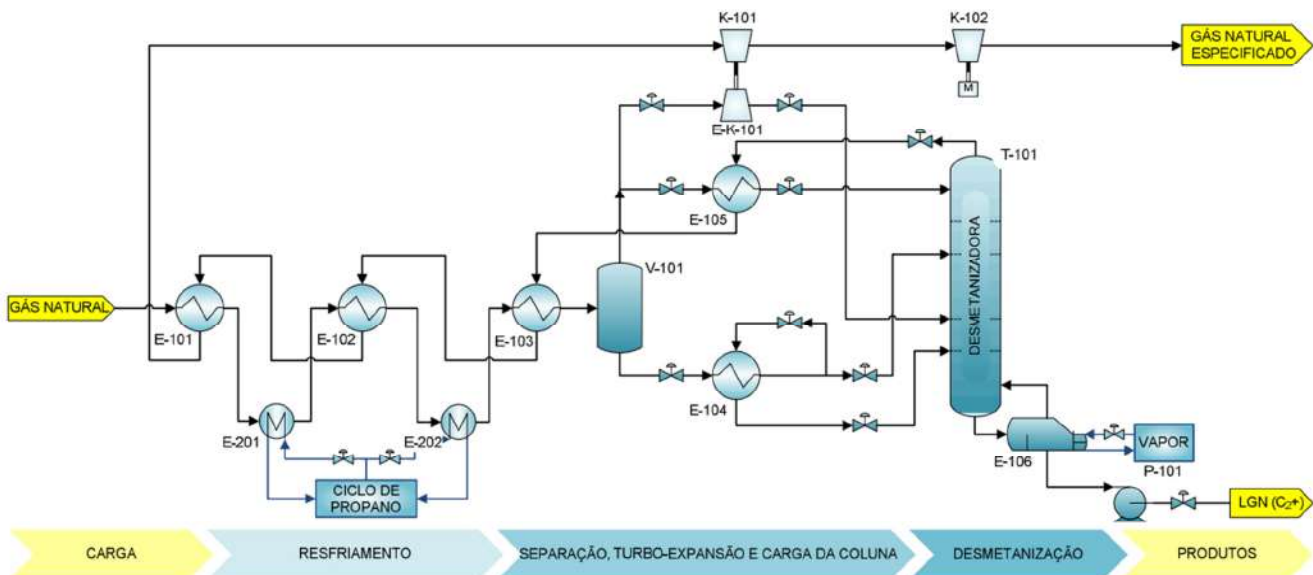 K-101
K-102
GÁS NATURAL
ESPECIFICADO
M
E-K-101
T-101
E-105
V-101
DESMETANIZADORA
GÁS NATURAL
E-101
E-102
E-103
E-104
E-201
E-202
E-106
VAPOR
P-101
CICLO DE
PROPANO
LGN (C₂+)
CARGA
RESFRIAMENTO
SEPARAÇÃO, TURBO-EXPANSÃO E CARGA DA COLUNA
DESMETANIZAÇÃO
PRODUTOS